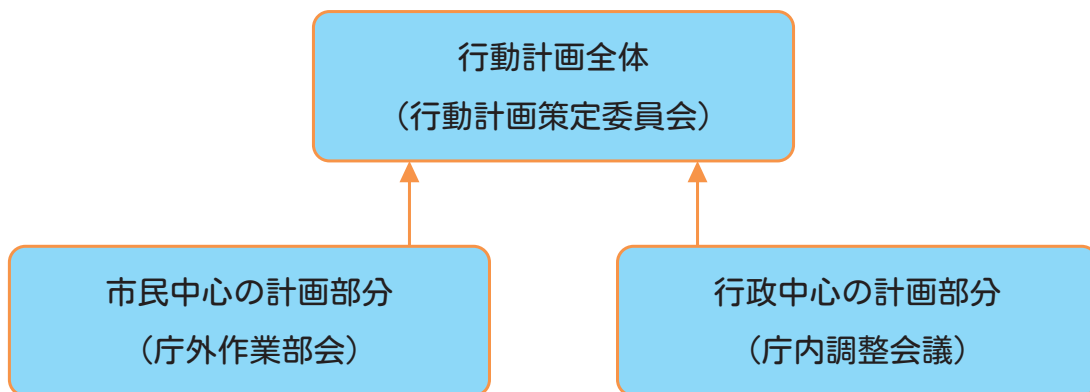 行動計画全体
（行動計画策定委員会）
市民中心の計画部分
（庁外作業部会）
行政中心の計画部分
（庁内調整会議）